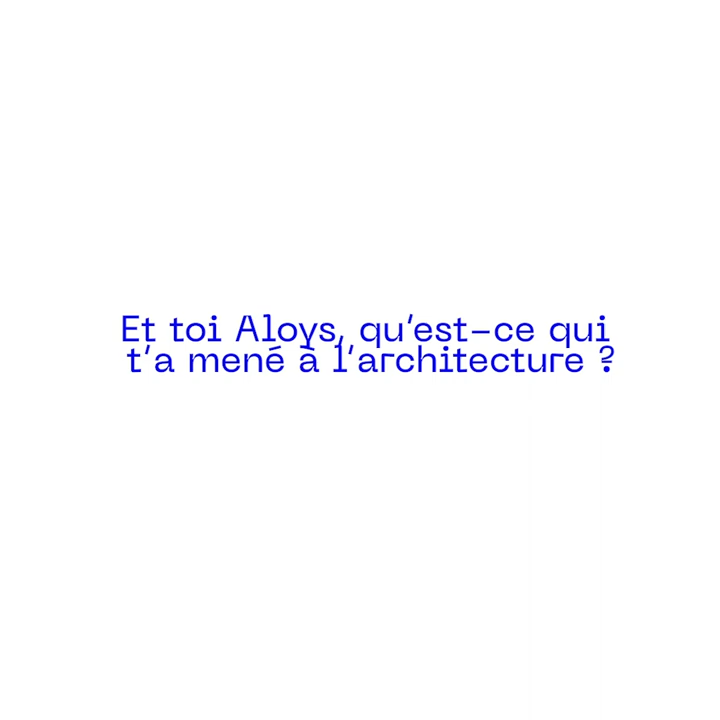 Et toi Aloys, qu'est-ce qui
t'a mené à l'architecture ?